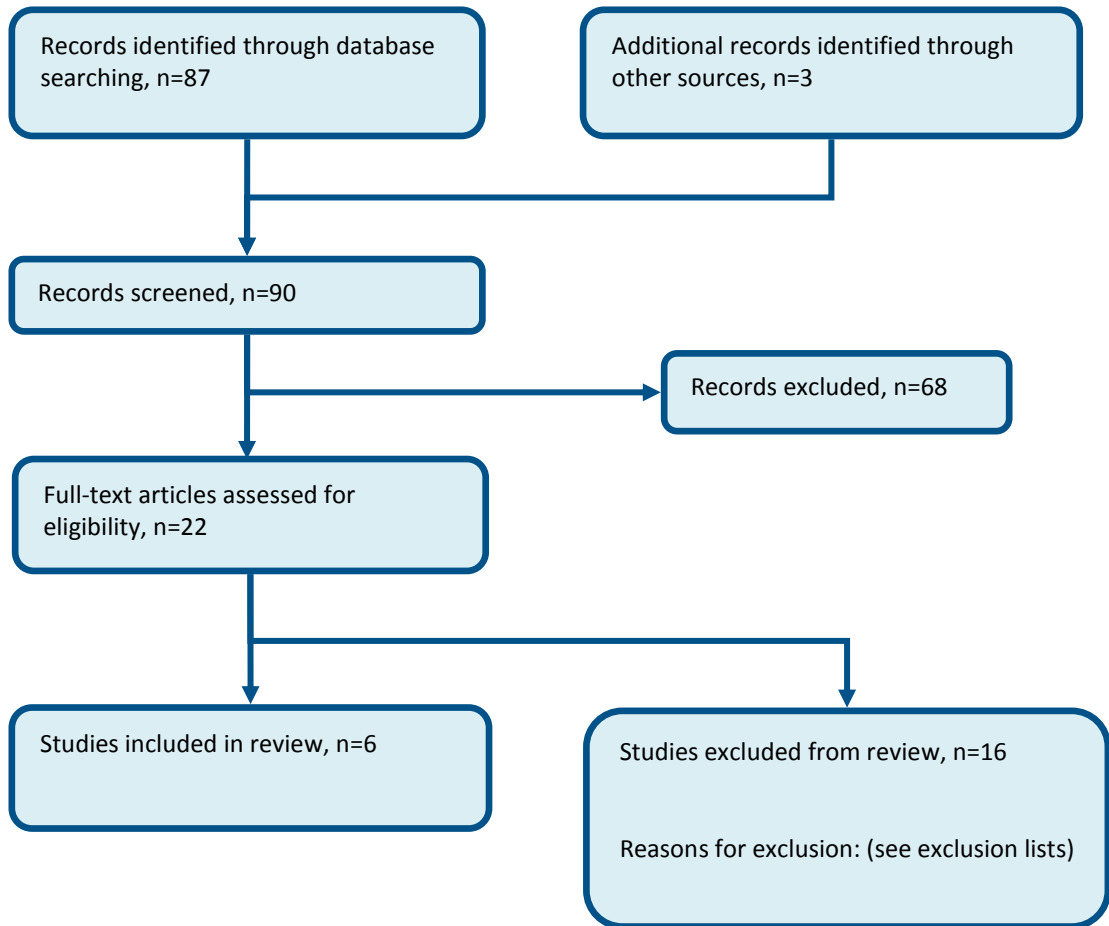 Records identified through database
searching, n=87
Additional records identified through
other sources, n=3
Records screened, n=90
Records excluded, n=68
Full-text articles assessed for
eligibility, n=22
Studies included in review, n=6
Studies excluded from review, n=16
Reasons for exclusion: (see exclusion lists)